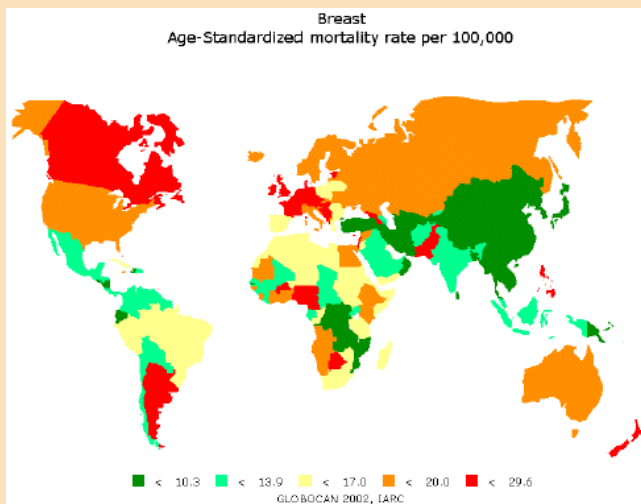 Breast
Age-Standardized mortality rate per 100,000
< 10.3 < 13.9 < 17.0 < 20.0 < 29.6
GLOBOCAN 2002, IARC